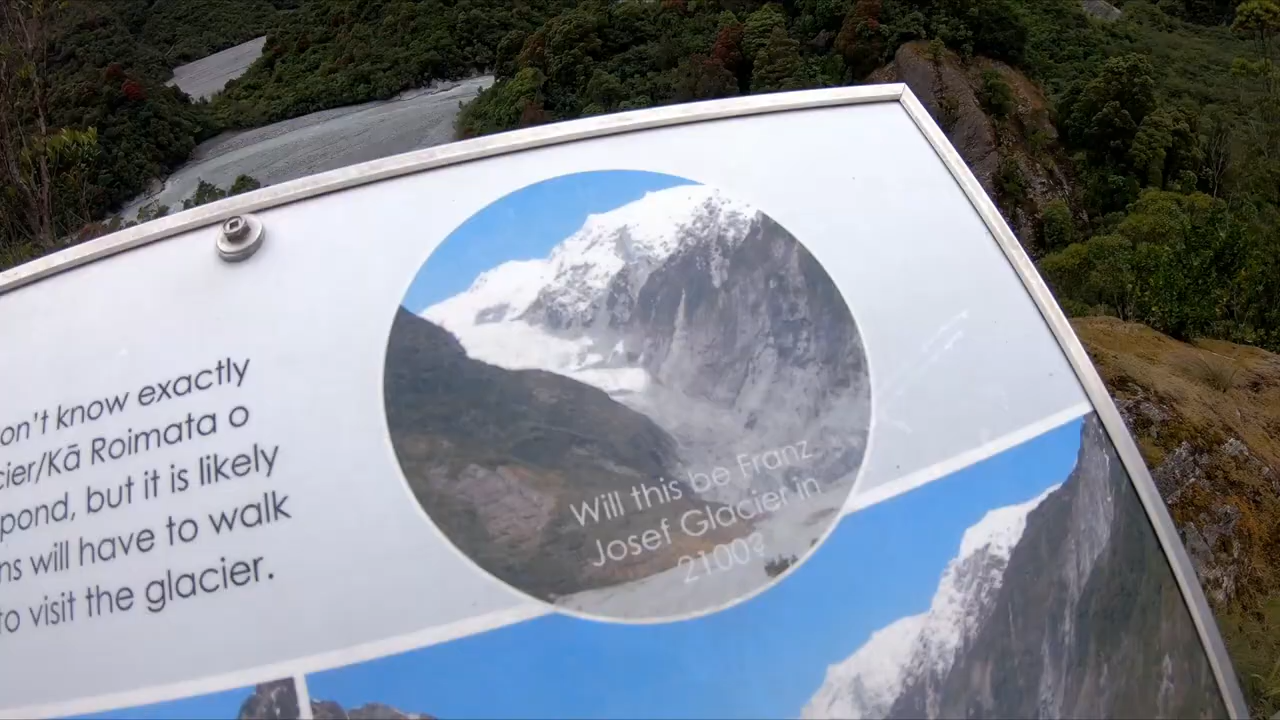 on't know exactly
cier/Kā Roimata o
pond, but it is likely
ns will have to walk
to visit the glacier.
Will this be Franz
Josef Glacier in
2100?